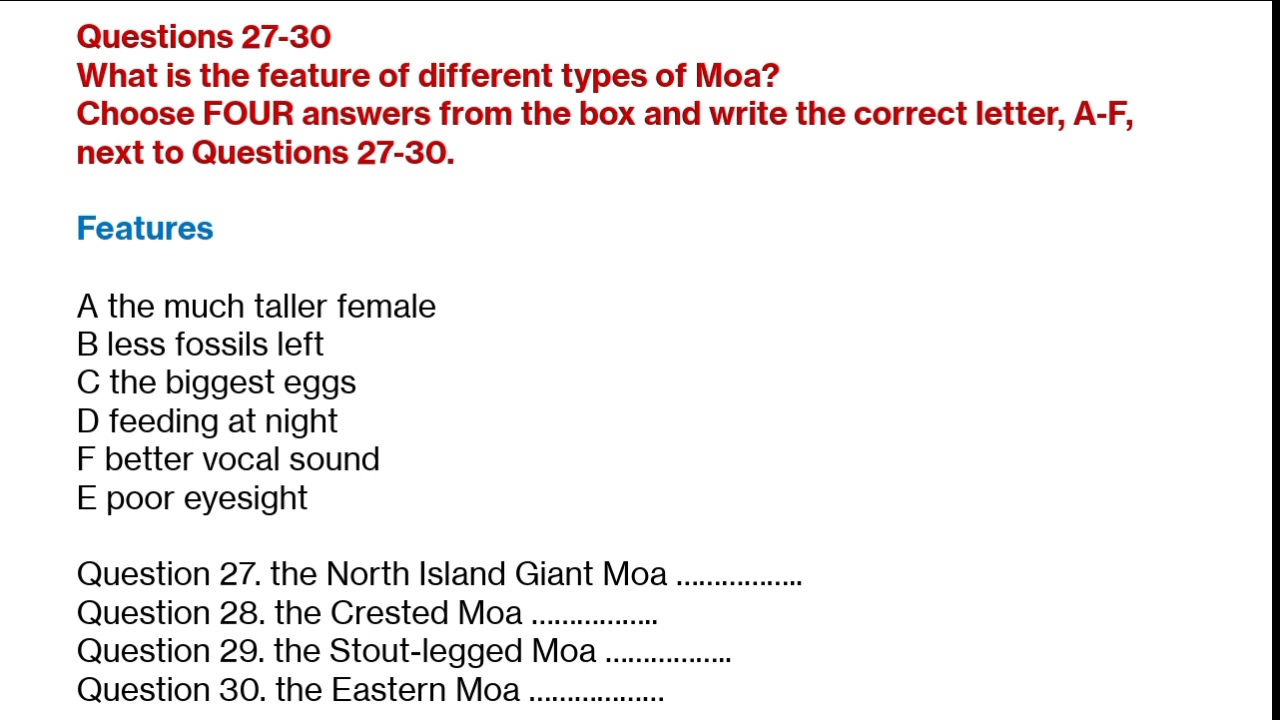 Questions 27-30
What is the feature of different types of Moa?
Choose FOUR answers from the box and write the correct letter, A-F,
next to Questions 27-30.
Features
A the much taller female
B less fossils left
C the biggest eggs
D feeding at night
F better vocal sound
E poor eyesight
Question 27. the North Island Giant Moa ................
Question 28. the Crested Moa ................
Question 29. the Stout-legged Moa ................
Question 30. the Eastern Moa .................